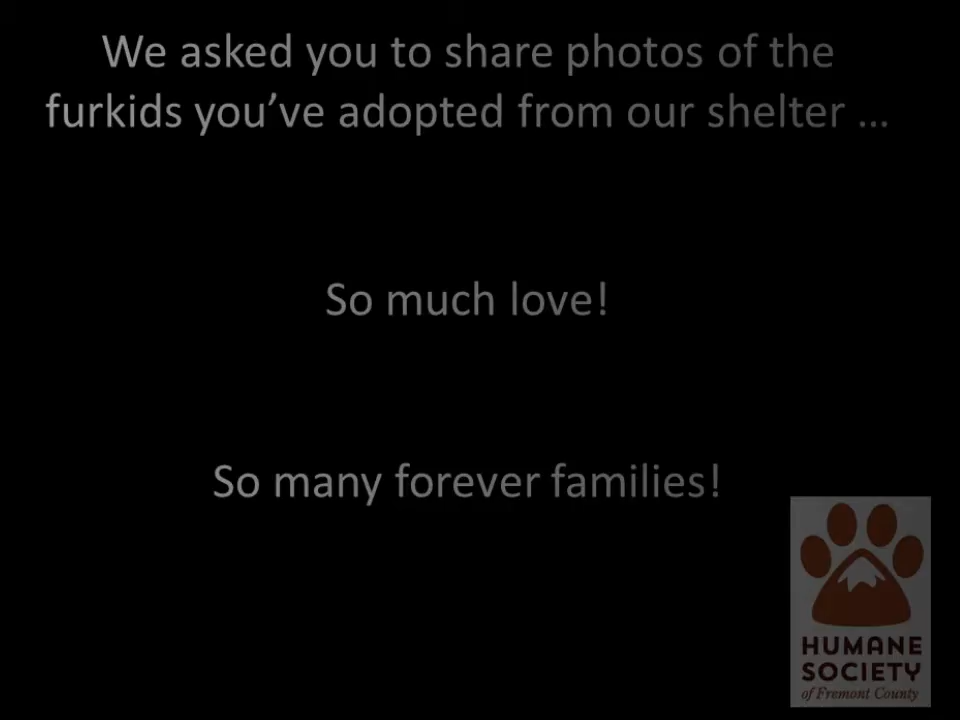 We asked you to share photos of the
furkids you’ve adopted from our shelter …
So much love!
So many forever families!
HUMANE
SOCIETY
of Fremont County